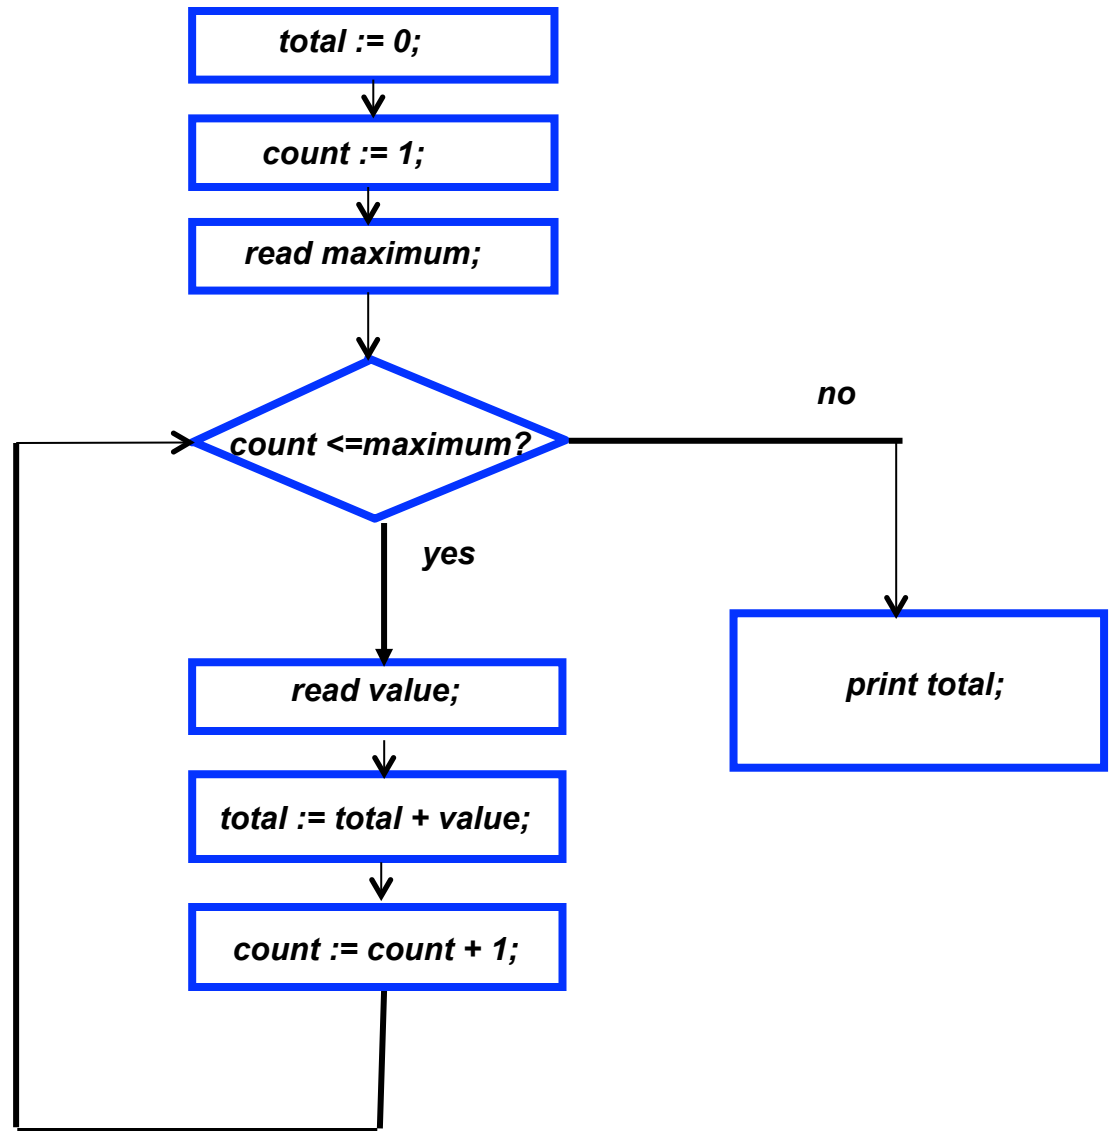 total := 0;
count := 1;
read maximum;
no
count <=maximum?
yes
read value;
print total;
total := total + value;
count := count + 1;